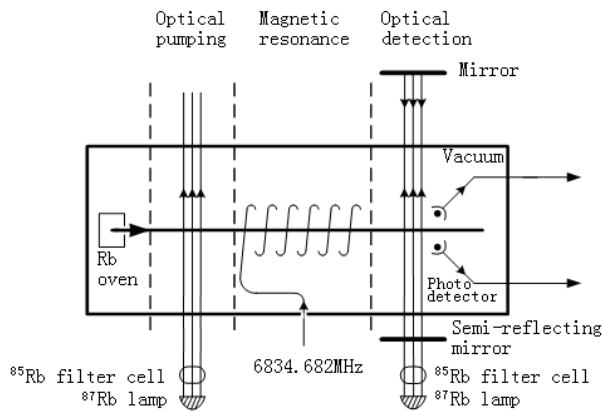 Optical
pumping
Magnetic
resonance
Optical
detection
Mirror
Vacuum
Rb
oven
Photo
detector
Semi-reflecting
mirror
6834.682MHz
⁸⁵Rb filter cell
⁸⁷Rb lamp
⁸⁵Rb filter cell
⁸⁷Rb lamp